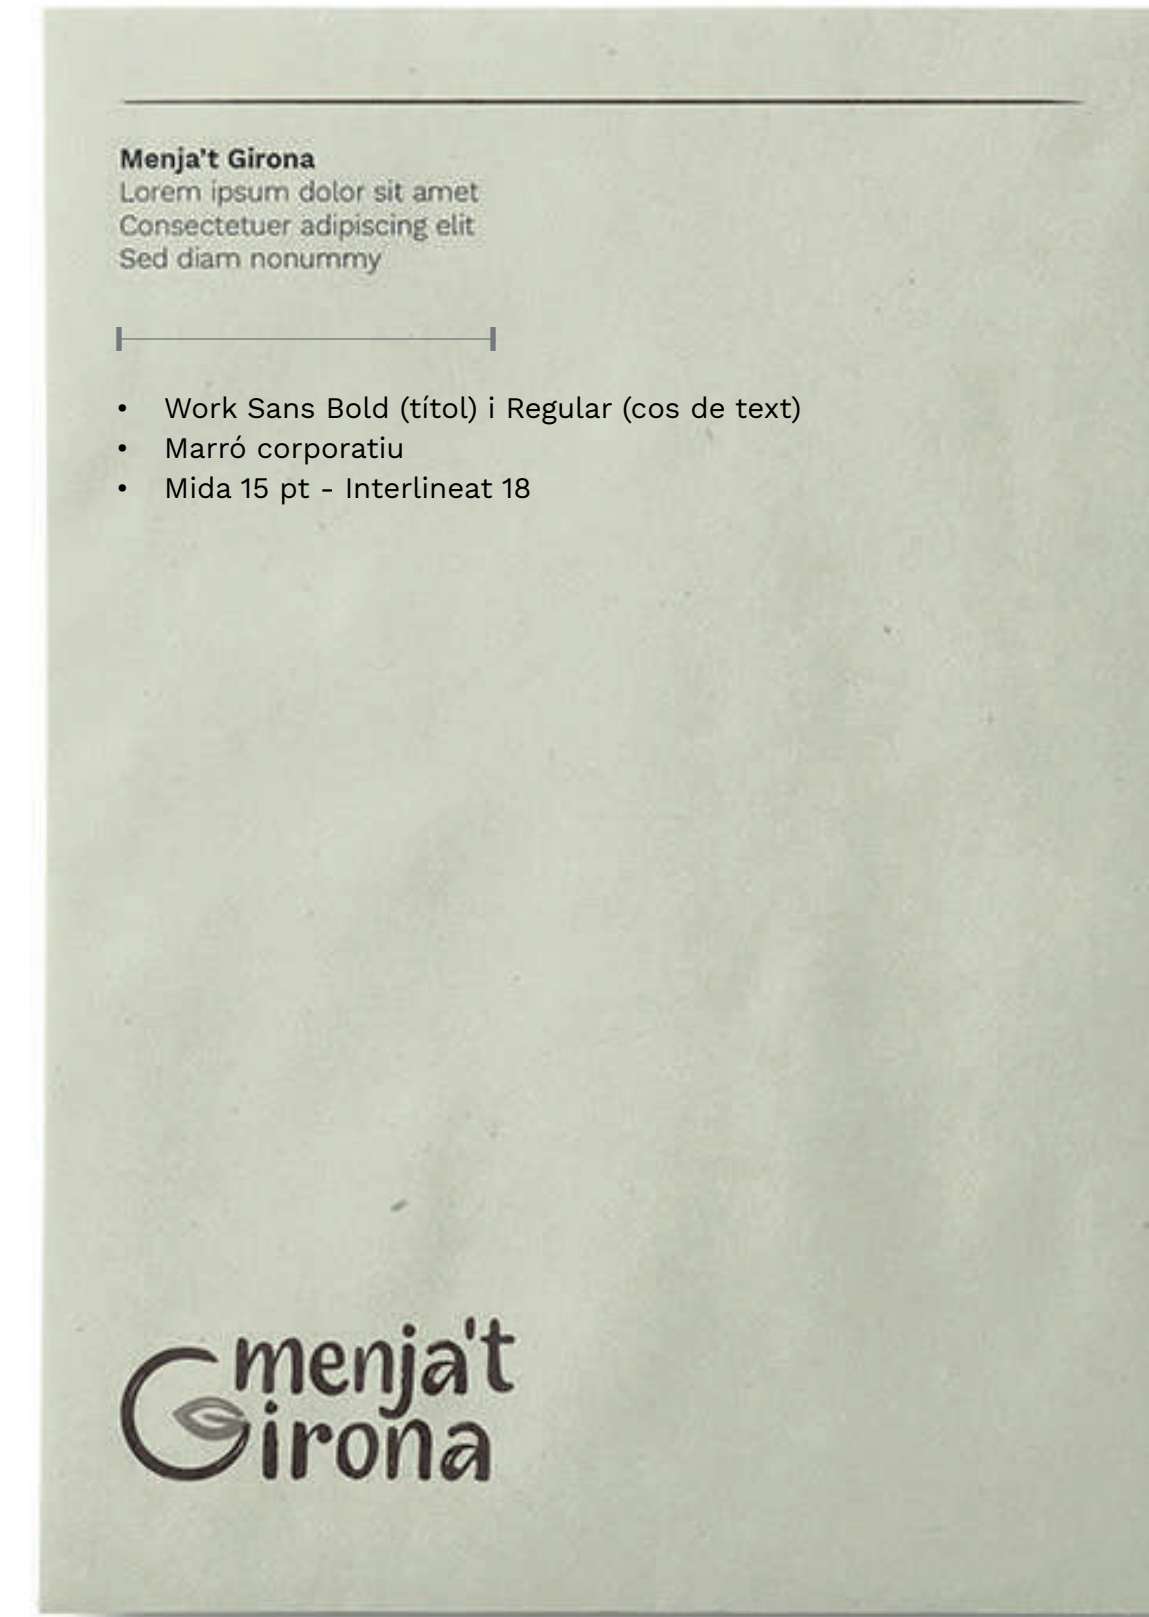 Menja't Girona
Lorem ipsum dolor sit amet
Consectetuer adipiscing elit
Sed diam nonummy
• Work Sans Bold (títol) i Regular (cos de text)
• Marró corporatiu
• Mida 15 pt - Interlineat 18
menja't
Girona